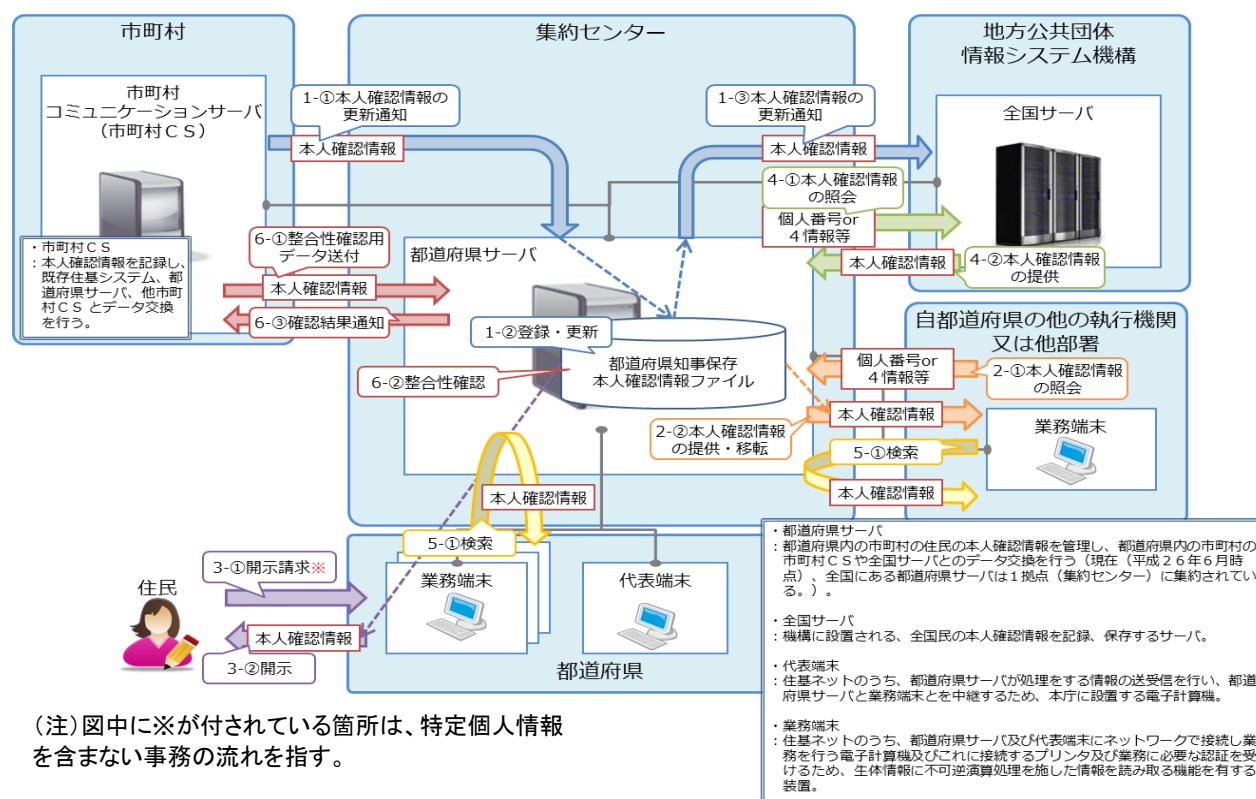 市町村
集約センター
地方公共団体
情報システム機構
市町村
コミュニケーションサーバ
（市町村ＣＳ）
1-①本人確認情報の
更新通知
本人確認情報
1-③本人確認情報の
更新通知
本人確認情報
全国サーバ
4-①本人確認情報
の照会
個人番号or
４情報等
本人確認情報
4-②本人確認情報
の提供
・市町村ＣＳ
：本人確認情報を記録し、
既存住基システム、都
道府県サーバ、他市町
村ＣＳ とデータ交換
を行う。
6-①整合性確認用
データ送付
本人確認情報
6-③確認結果通知
都道府県サーバ
1-②登録・更新
6-②整合性確認
都道府県知事保存
本人確認情報ファイル
自都道府県の他の執行機関
又は他部署
個人番号or
４情報等
2-①本人確認情報
の照会
本人確認情報
2-②本人確認情報
の提供・移転
業務端末
5-①検索
本人確認情報
本人確認情報
5-①検索
業務端末
代表端末
都道府県
住民
3-①開示請求※
本人確認情報
3-②開示
・都道府県サーバ
：都道府県内の市町村の住民の本人確認情報を管理し、都道府県内の市町村の
市町村ＣＳや全国サーバとのデータ交換を行う（現在（平成２６年６月時
点）、全国にある都道府県サーバは１拠点（集約センター）に集約されてい
る。）。
・全国サーバ
：機構に設置される、全国民の本人確認情報を記録、保存するサーバ。
・代表端末
：住基ネットのうち、都道府県サーバが処理をする情報の送受信を行い、都道
府県サーバと業務端末とを中継するため、本庁に設置する電子計算機。
・業務端末
：住基ネットのうち、都道府県サーバ及び代表端末にネットワークで接続し業
務を行う電子計算機及びこれに接続するプリンタ及び業務に必要な認証を受
けるため、生体情報に不可逆演算処理を施した情報を読み取る機能を有する
装置。
（注）図中に※が付されている箇所は、特定個人情報
を含まない事務の流れを指す。